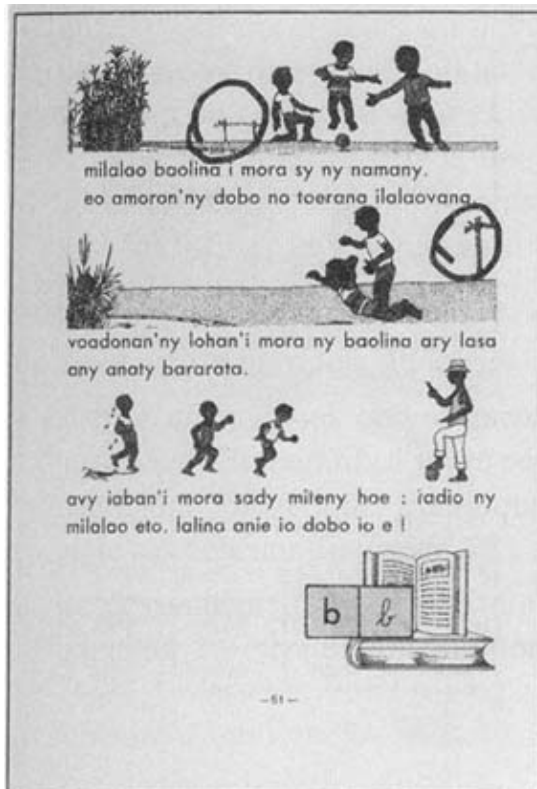 milalao baolina i mora sy ny namany.
eo amoron'ny dobo no toerana ilalaovana.
voadonan'ny lohan'i mora ny baolina ary lasa
any anaty bararata.
avy iaban'i mora sady miteny hoe : iadio ny
milalao eto. lalina anie io dobo io e !
b b
–51–